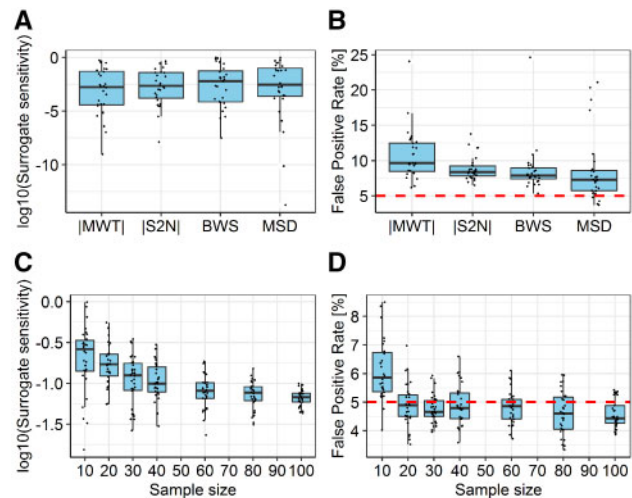 A
log10(Surrogate sensitivity)
0
-5
-10
|MWT| |S2N| BWS MSD
B
False Positive Rate [%]
25
20
15
10
5
|MWT| |S2N| BWS MSD
C
log10(Surrogate sensitivity)
0.0
-0.5
-1.0
-1.5
10 20 30 40 50 60 70 80 90 100
Sample size
D
False Positive Rate [%]
8
7
6
5
4
10 20 30 40 50 60 70 80 90 100
Sample size